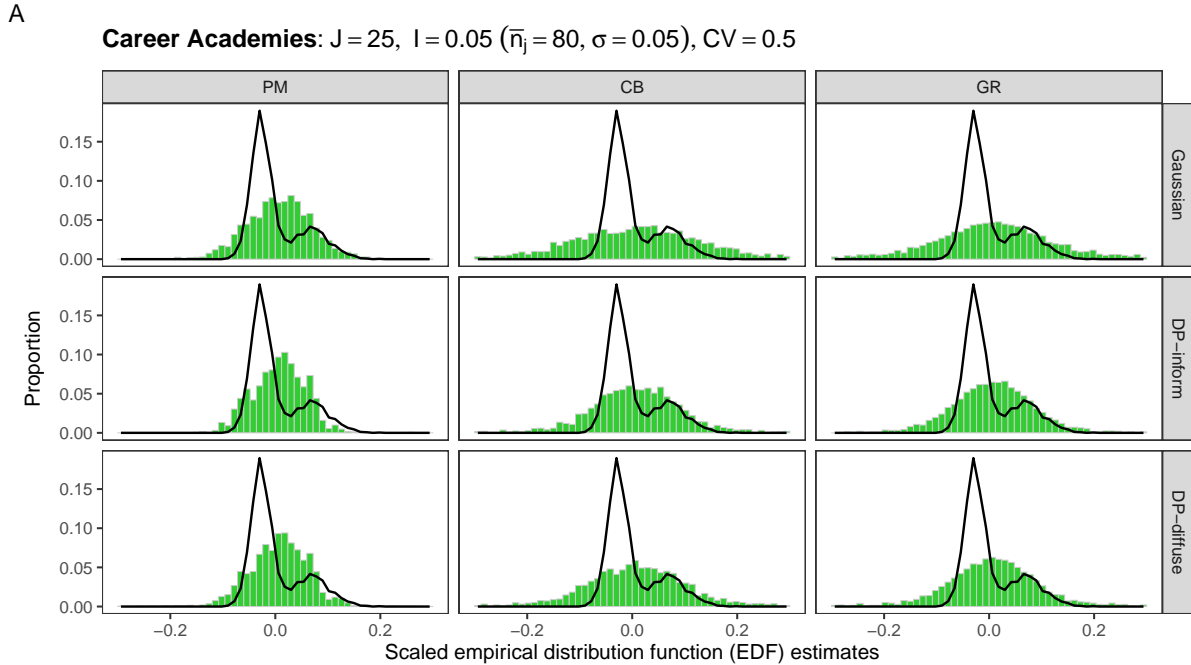 A
Career Academies: J = 25, I = 0.05 (n̅j = 80, σ = 0.05), CV = 0.5
PM CB GR
0.15
0.10
0.05
0.00
Gaussian
0.15
0.10
0.05
0.00
DP−inform
0.15
0.10
0.05
0.00
DP−diffuse
Proportion
−0.2 0.0 0.2 −0.2 0.0 0.2 −0.2 0.0 0.2
Scaled empirical distribution function (EDF) estimates